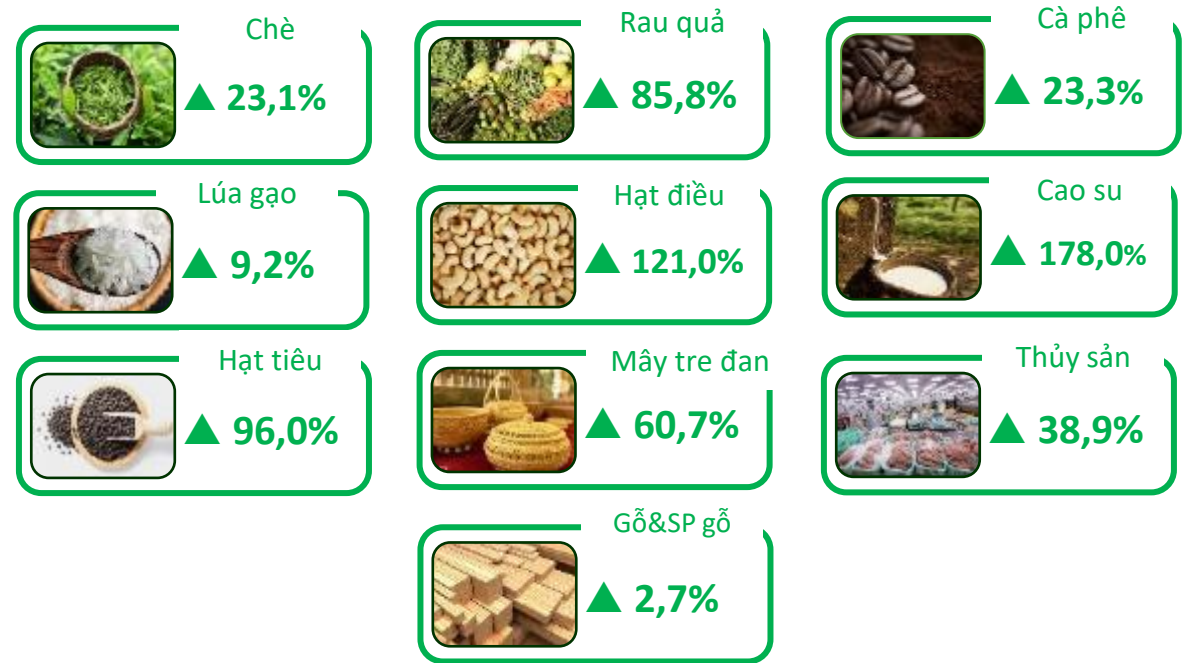 Chè
▲ 23,1%
Rau quả
▲ 85,8%
Cà phê
▲ 23,3%
Lúa gạo
▲ 9,2%
Hạt điều
▲ 121,0%
Cao su
▲ 178,0%
Hạt tiêu
▲ 96,0%
Mây tre đan
▲ 60,7%
Thủy sản
▲ 38,9%
Gỗ&SP gỗ
▲ 2,7%